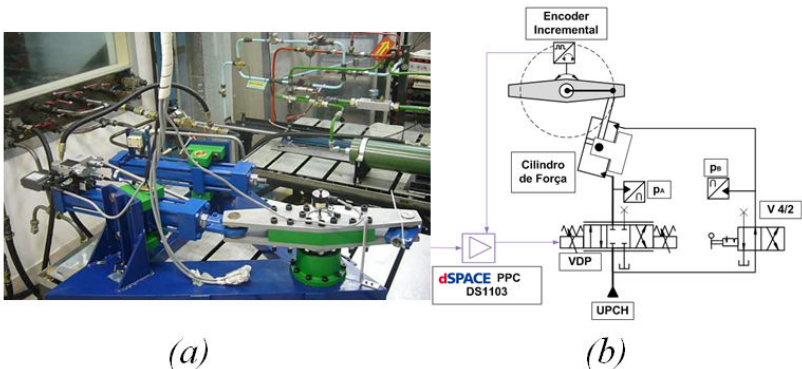 Encoder
Incremental
Cilindro
de Força
pA
pB
V 4/2
VDP
dSPACE PPC
DS1103
UPCH
(a)
(b)